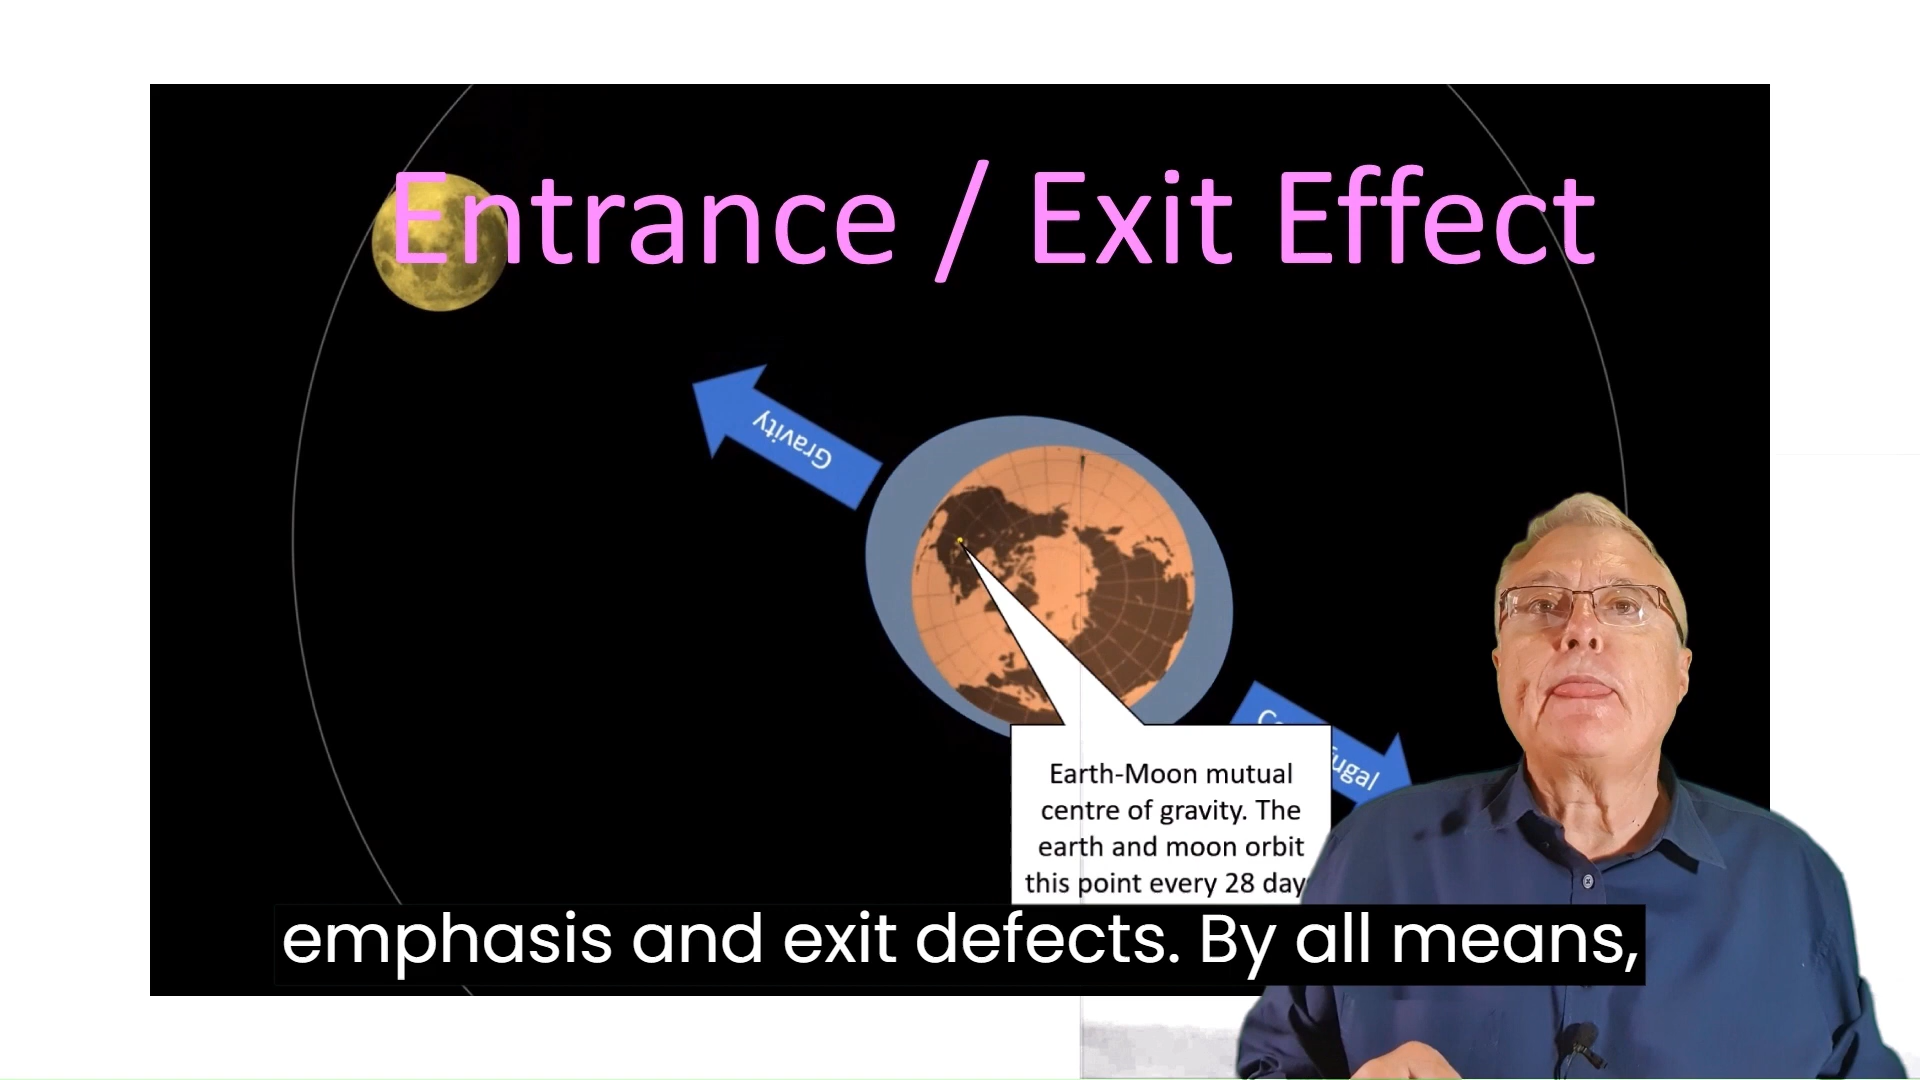 Entrance / Exit Effect
Gravity
Earth-Moon mutual
centre of gravity. The
earth and moon orbit
this point every 28 day
emphasis and exit defects. By all means,